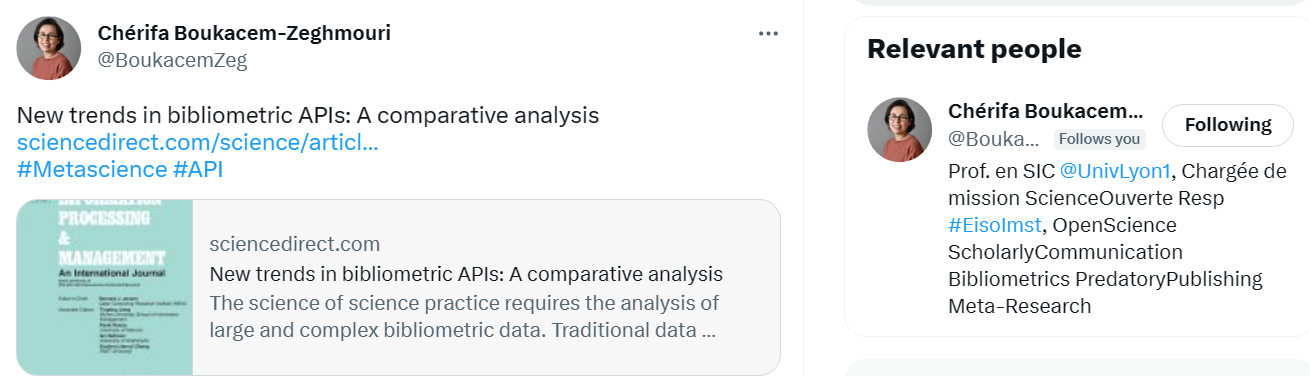 Chérifa Boukacem-Zeghmouri
@BoukacemZeg
New trends in bibliometric APIs: A comparative analysis
sciencedirect.com/science/articl...
#Metascience #API
INFORMATION
PROCESSING
&
MANAGEMENT
An International Journal
sciencedirect.com
New trends in bibliometric APIs: A comparative analysis
The science of science practice requires the analysis of
large and complex bibliometric data. Traditional data ...
Relevant people
Chérifa Boukacem...
@Bouka... Follows you
Following
Prof. en SIC @UnivLyon1, Chargée de
mission ScienceOuverte Resp
#EisoImst, OpenScience
ScholarlyCommunication
Bibliometrics PredatoryPublishing
Meta-Research